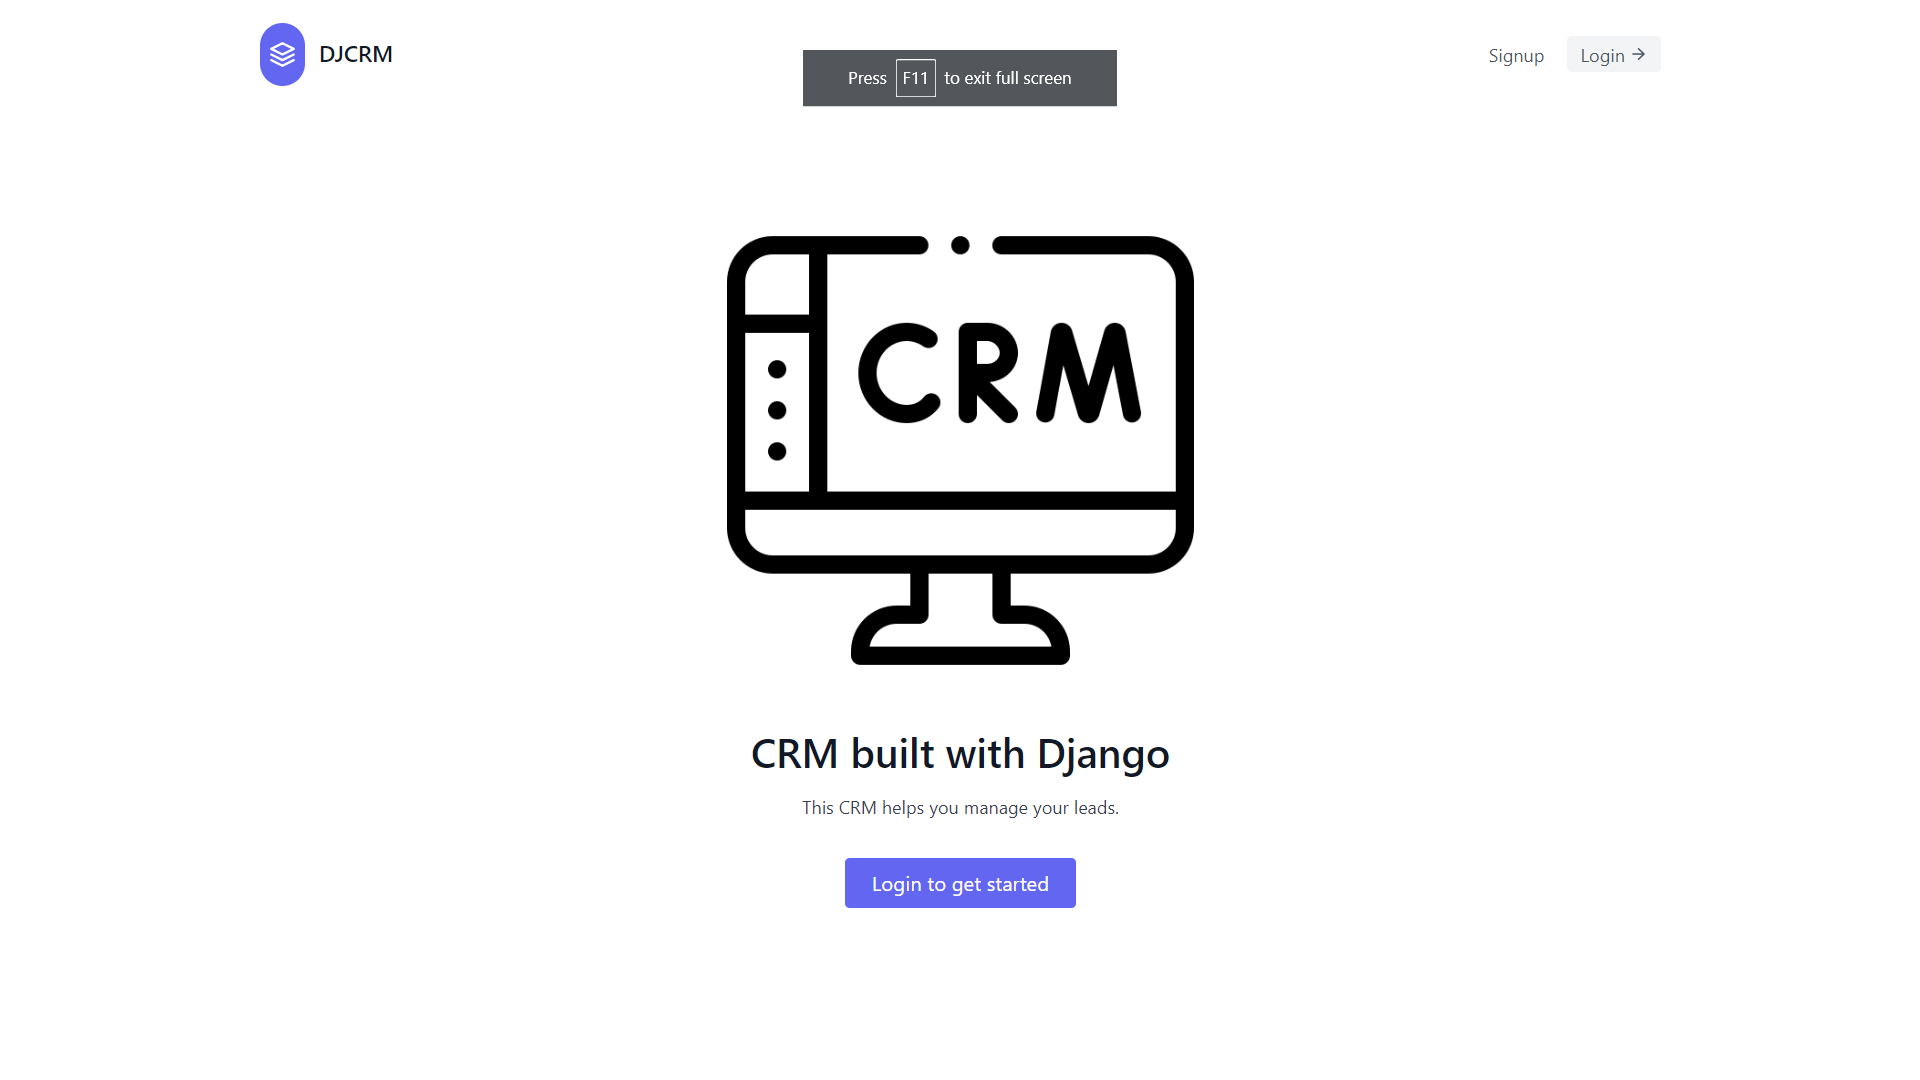 DJCRM
Signup
Login
Press F11 to exit full screen
CRM
CRM built with Django
This CRM helps you manage your leads.
Login to get started